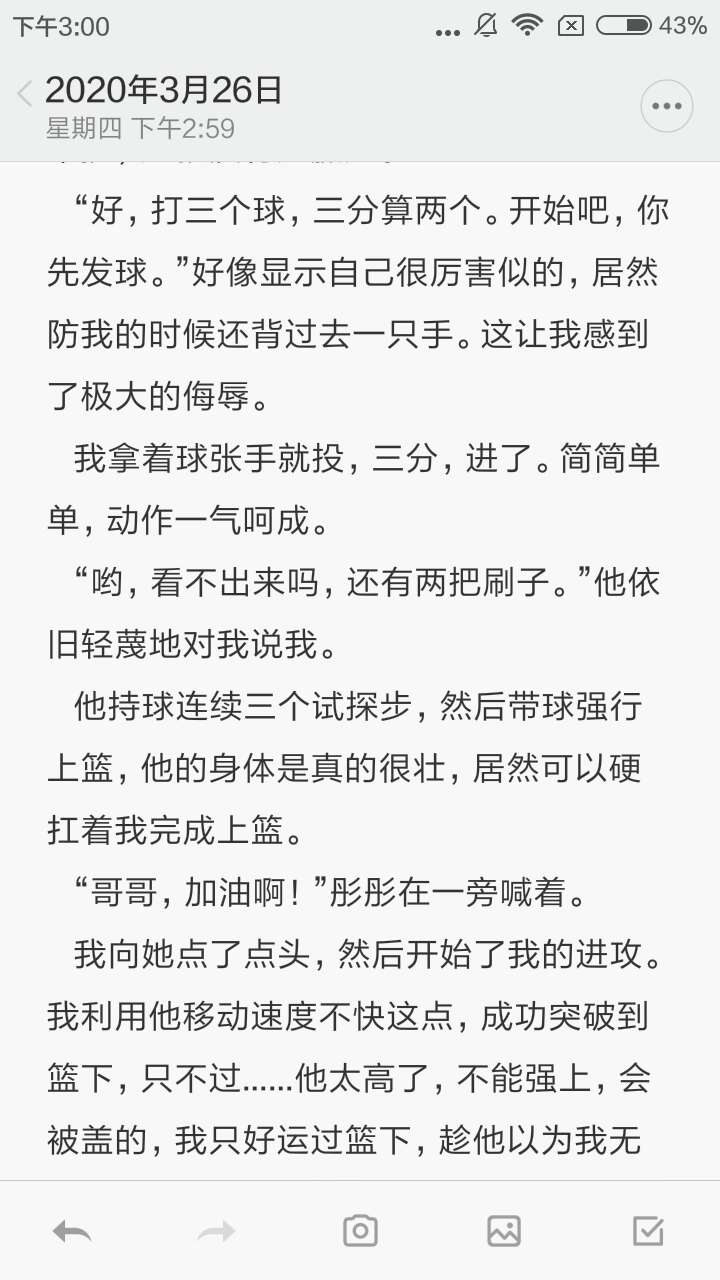 下午3:00
43%
2020年3月26日
星期四 下午2:59
“好，打三个球，三分算两个。开始吧，你
先发球。”好像显示自己很厉害似的，居然
防我的时候还背过去一只手。这让我感到
了极大的侮辱。
我拿着球张手就投，三分，进了。简简单
单，动作一气呵成。
“哟，看不出来吗，还有两把刷子。”他依
旧轻蔑地对我说我。
他持球连续三个试探步，然后带球强行
上篮，他的身体是真的很壮，居然可以硬
扛着我完成上篮。
“哥哥，加油啊！”彤彤在一旁喊着。
我向她点了点头，然后开始了我的进攻。
我利用他移动速度不快这点，成功突破到
篮下，只不过……他太高了，不能强上，会
被盖的，我只好运过篮下，趁他以为我无